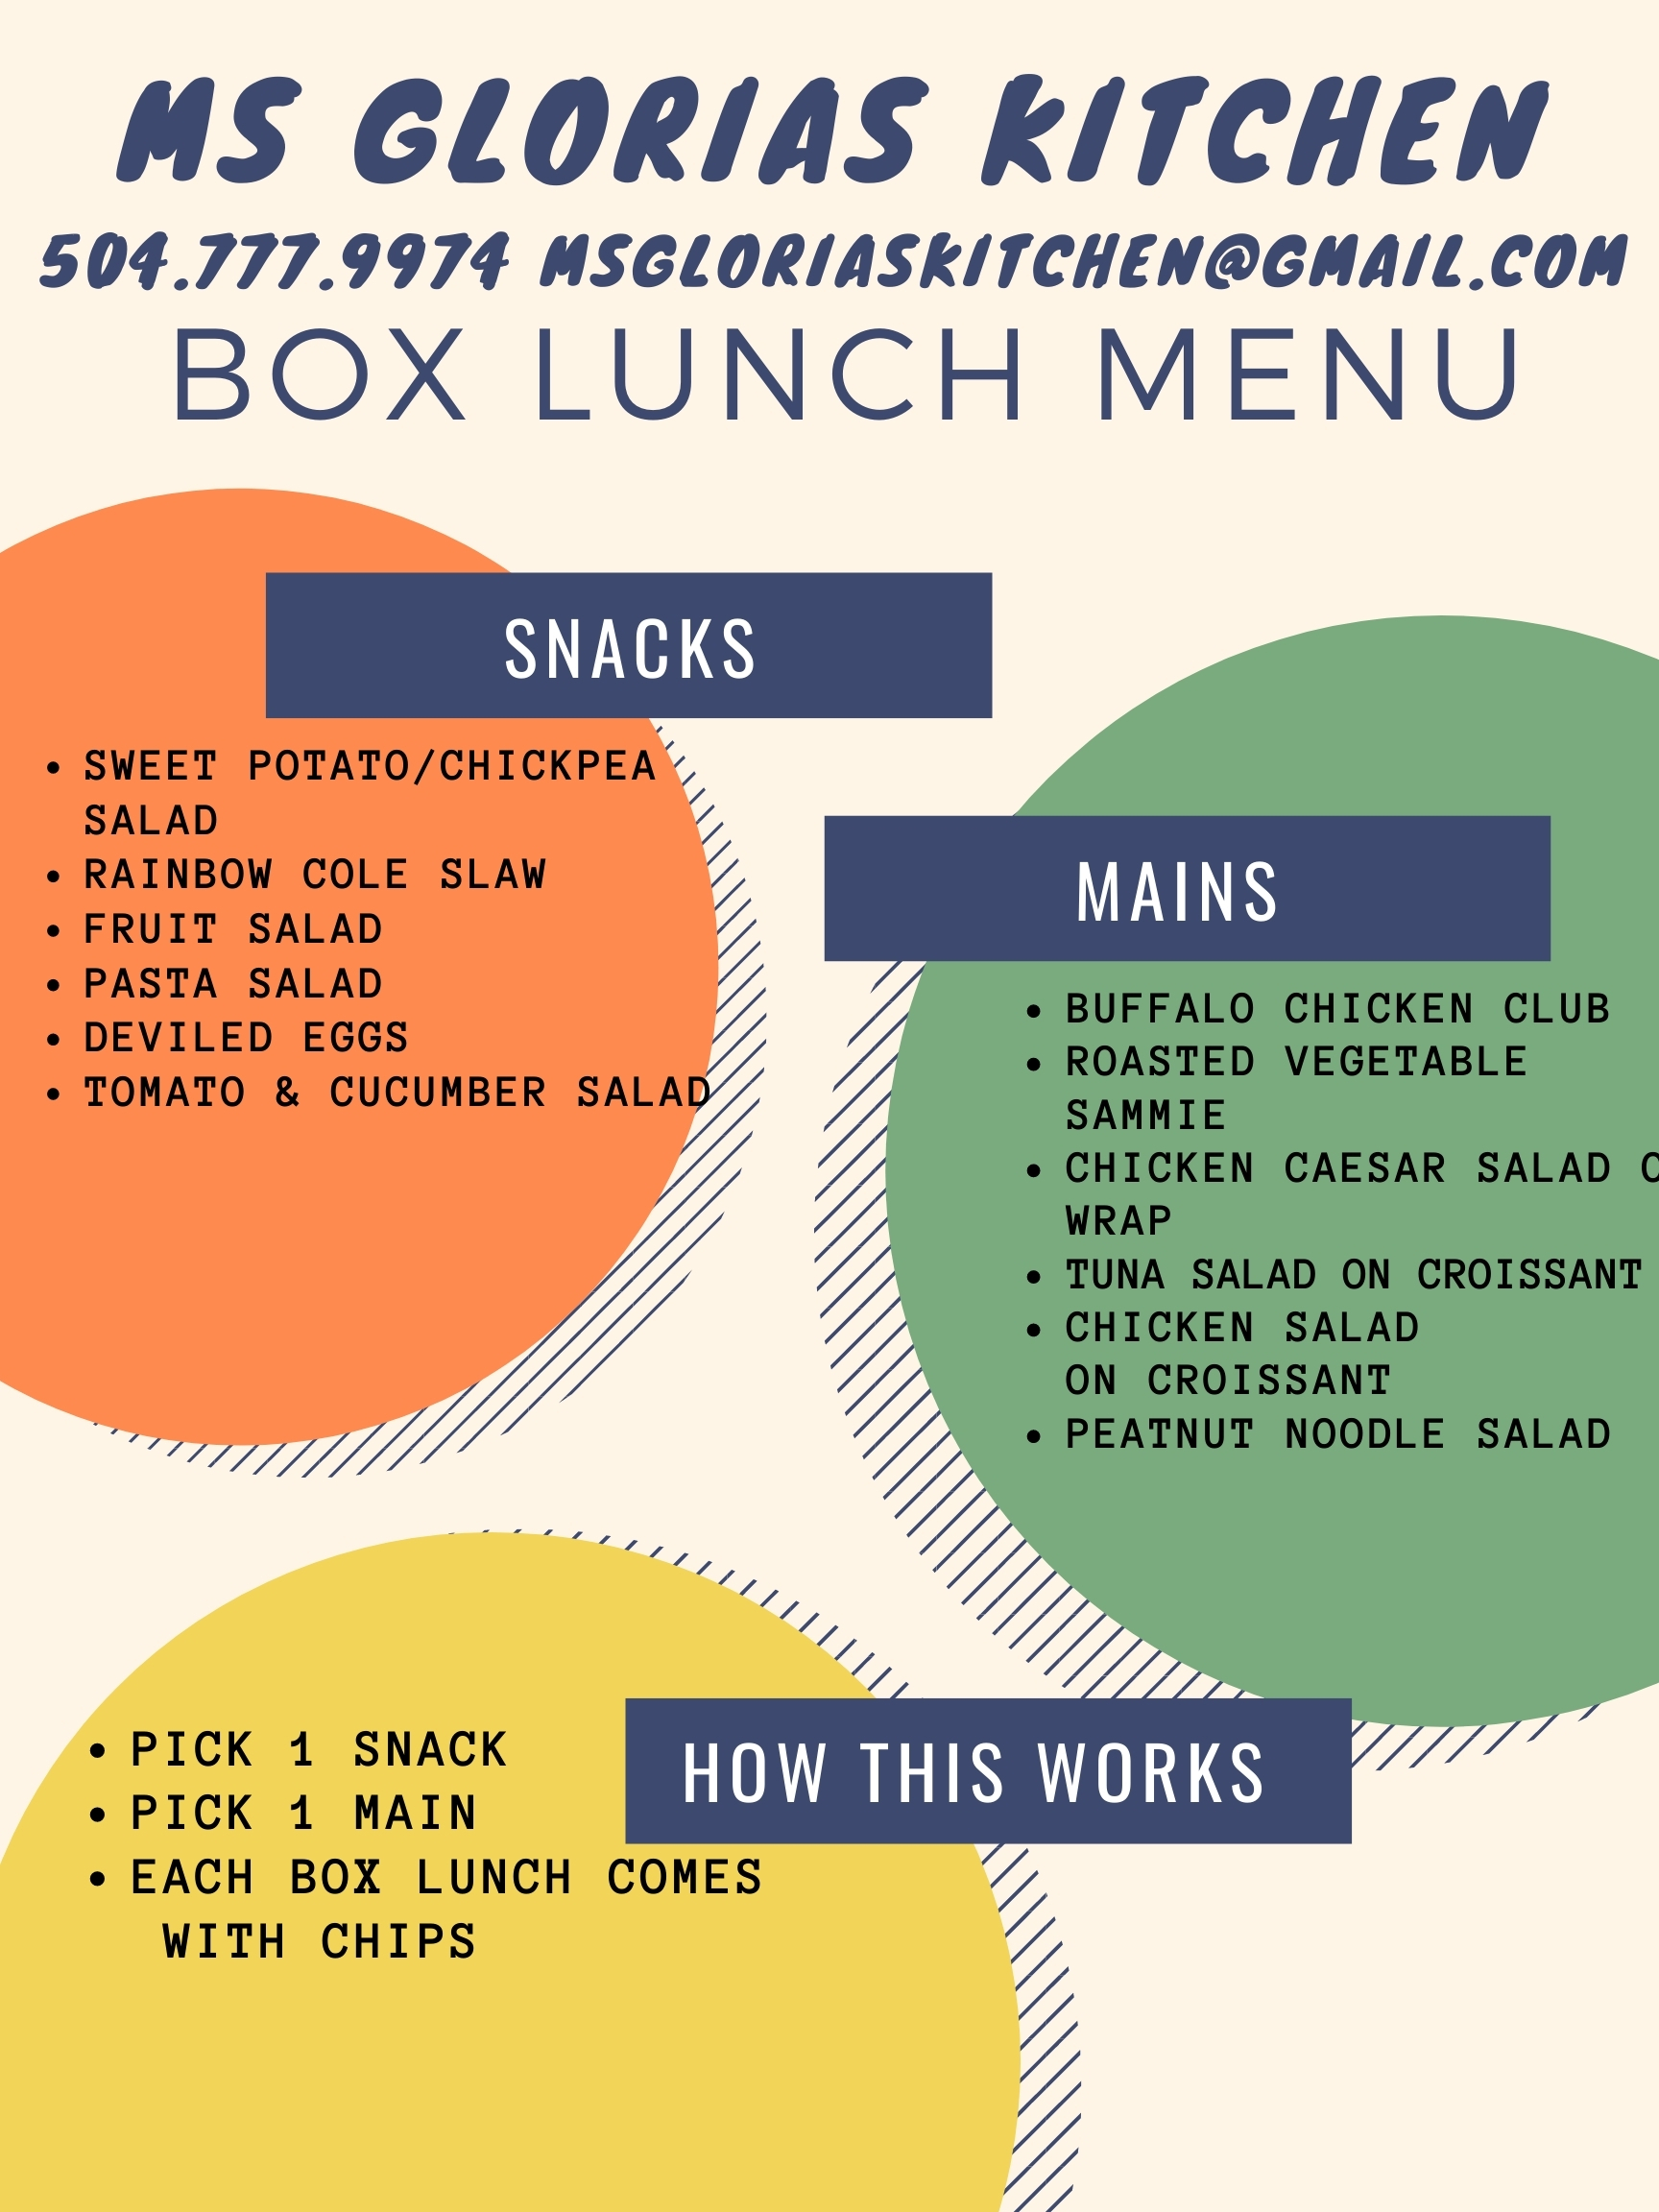 MS GLORIAS KITCHEN
504.777.9974 MSGLORIASKITCHEN@GMAIL.COM
BOX LUNCH MENU
SNACKS
• SWEET POTATO/CHICKPEA
SALAD
• RAINBOW COLE SLAW
• FRUIT SALAD
• PASTA SALAD
• DEVILED EGGS
• TOMATO & CUCUMBER SALAD
MAINS
• BUFFALO CHICKEN CLUB
• ROASTED VEGETABLE
SAMMIE
• CHICKEN CAESAR SALAD
WRAP
• TUNA SALAD ON CROISSANT
• CHICKEN SALAD
ON CROISSANT
• PEATNUT NOODLE SALAD
HOW THIS WORKS
• PICK 1 SNACK
• PICK 1 MAIN
• EACH BOX LUNCH COMES
WITH CHIPS